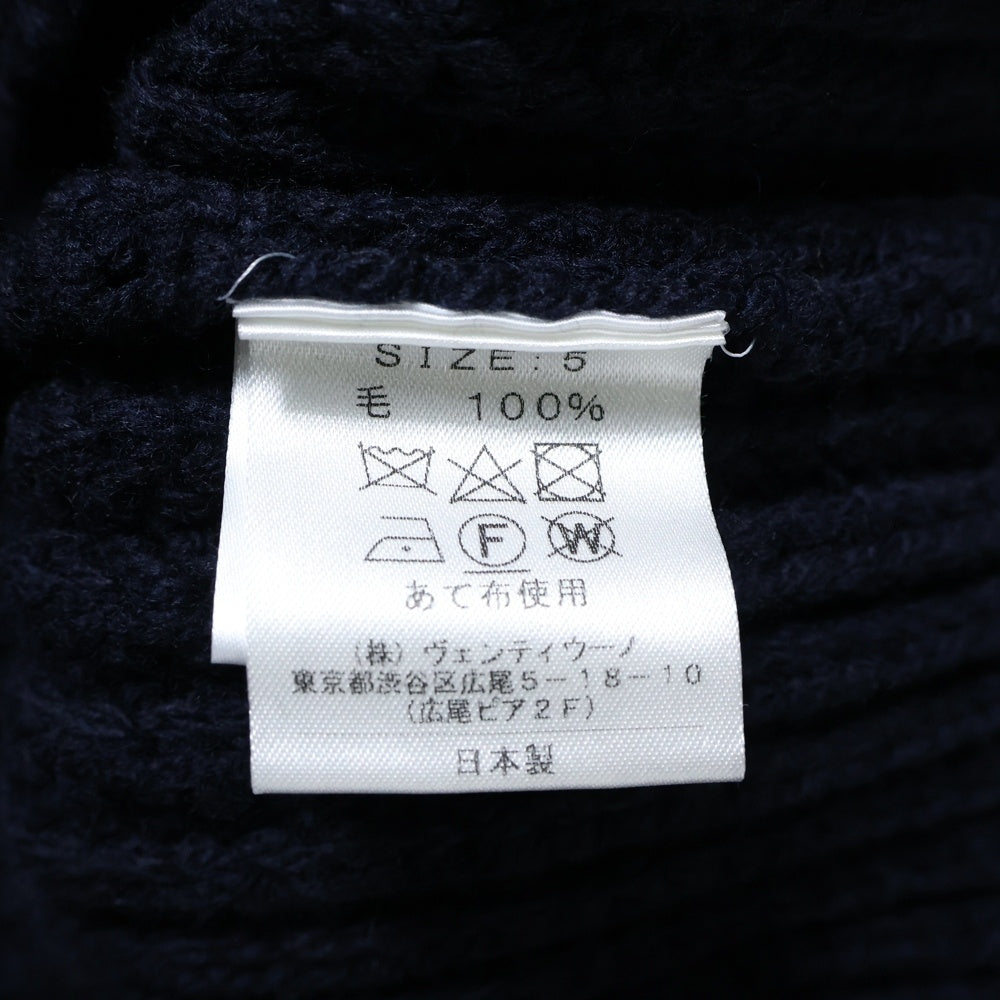 SIZE:5
毛 100%
F W
あて布使用
(株)ヴェンティウーノ
東京都渋谷区広尾5-18-10
(広尾ピア2F)
日本製